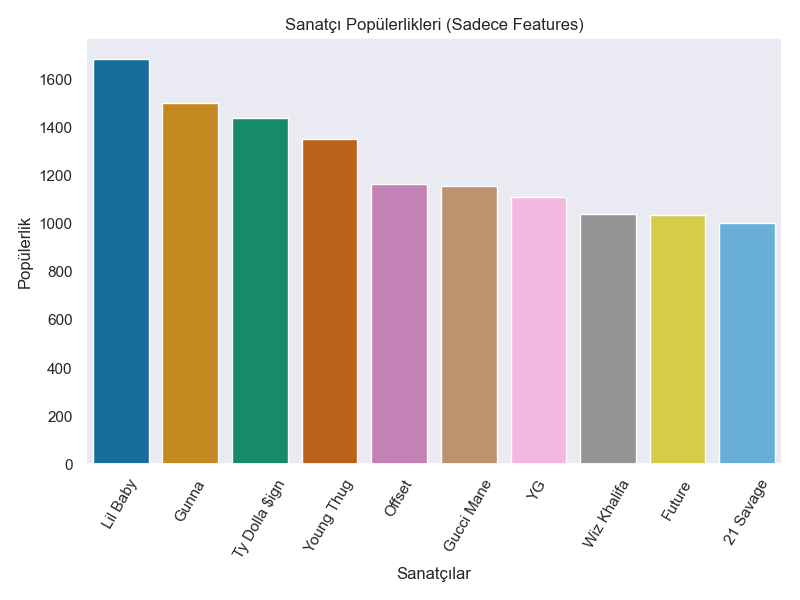 Sanatçı Popülerlikleri (Sadece Features)
Popülerlik
1600
1400
1200
1000
800
600
400
200
0
Lil Baby
Gunna
Ty Dolla $ign
Young Thug
Offset
Gucci Mane
YG
Wiz Khalifa
Future
21 Savage
Sanatçılar